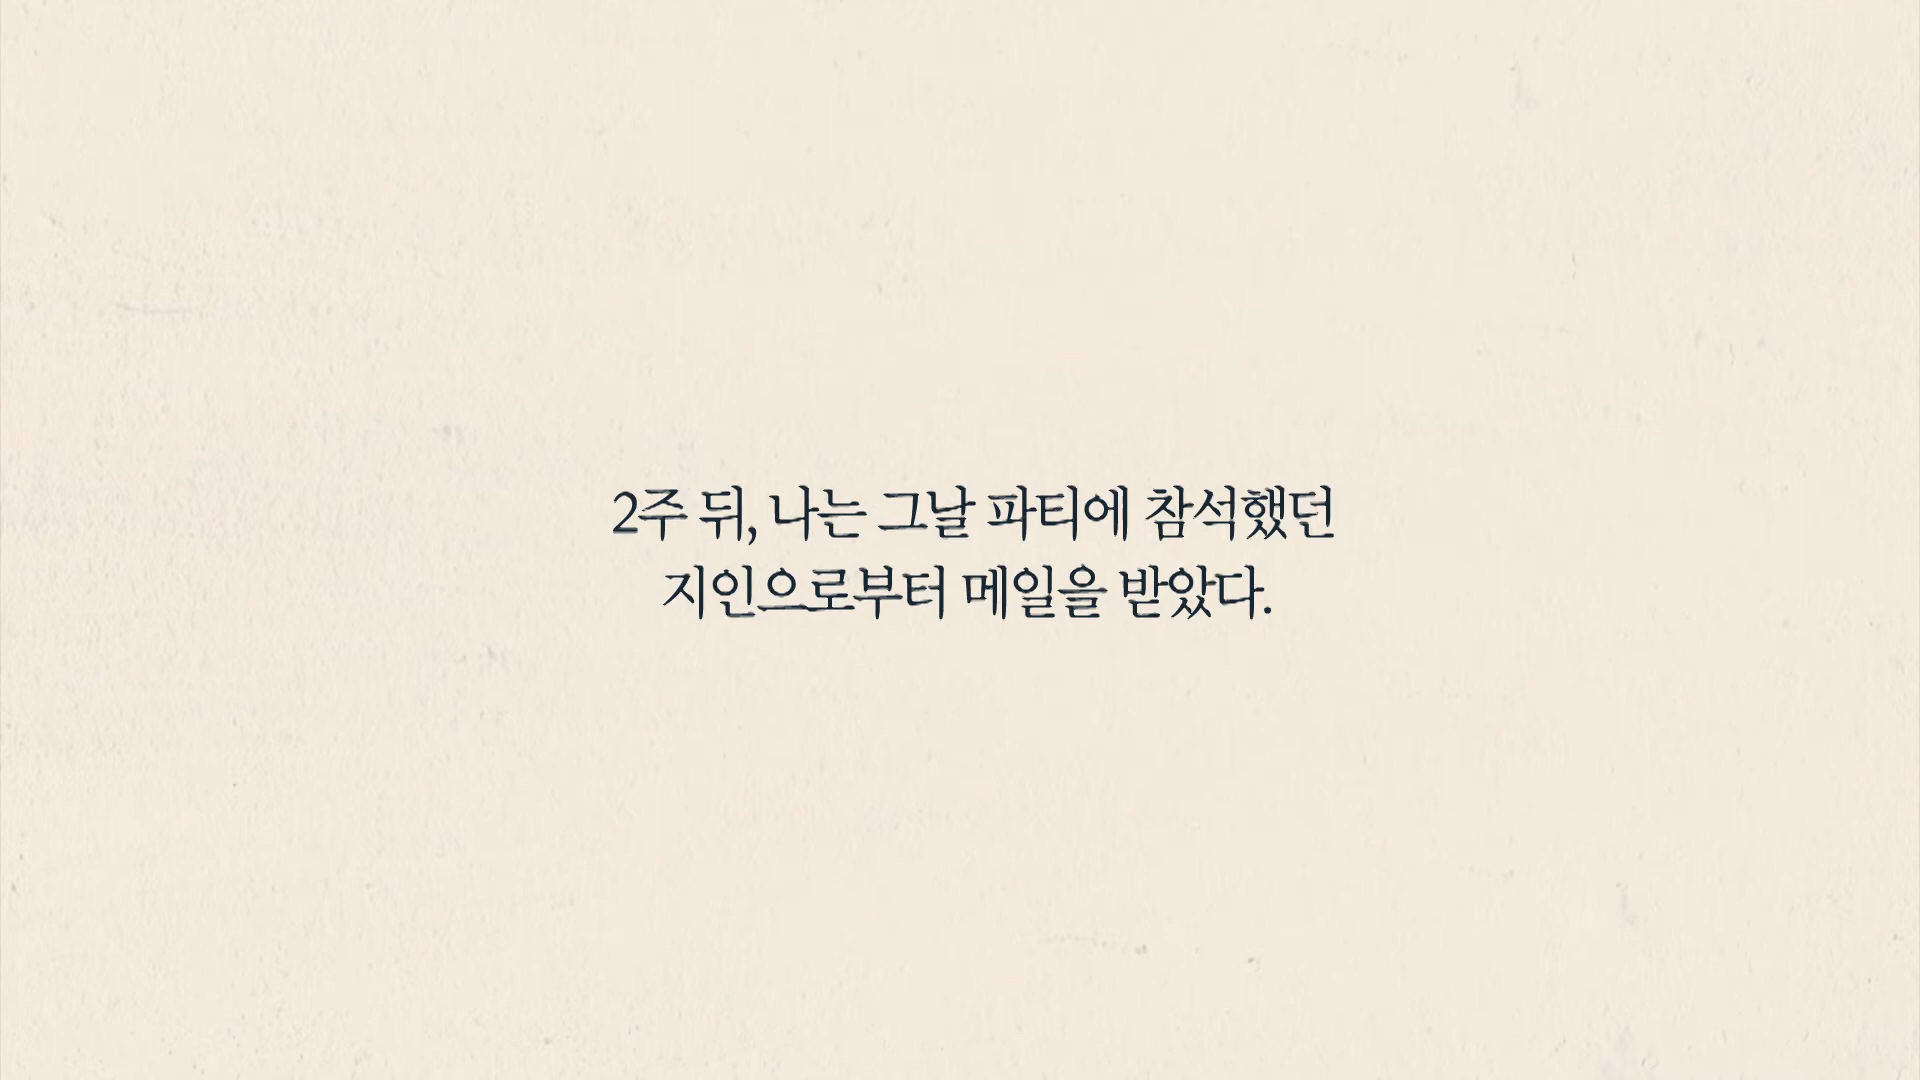 2주 뒤, 나는 그날 파티에 참석했던
지인으로부터 메일을 받았다.